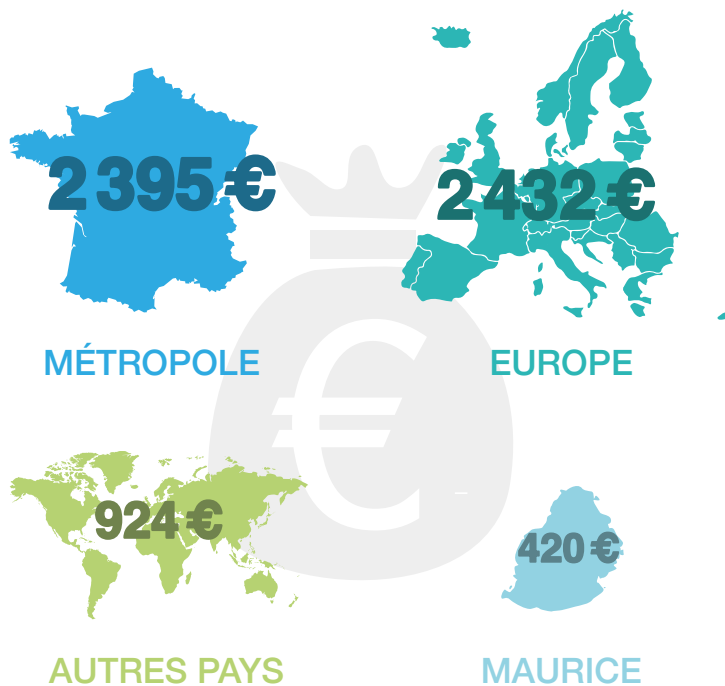 2 395 €
2 432 €
MÉTROPOLE
EUROPE
€
924 €
420 €
AUTRES PAYS
MAURICE